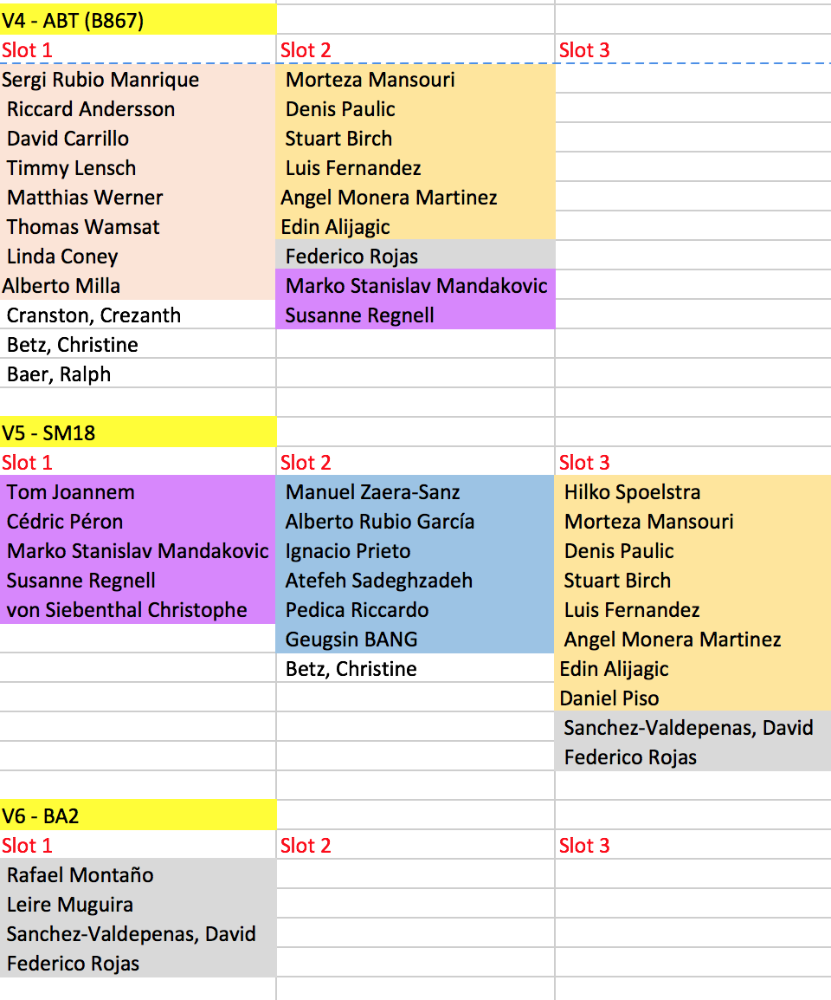 V4 - ABT (B867)
Slot 1 Slot 2 Slot 3
Sergi Rubio Manrique Morteza Mansouri
Riccard Andersson Denis Paulic
David Carrillo Stuart Birch
Timmy Lensch Luis Fernandez
Matthias Werner Angel Monera Martinez
Thomas Wamsat Edin Alijagic
Linda Coney Federico Rojas
Alberto Milla Marko Stanislav Mandakovic
Cranston, Crezanth Susanne Regnell
Betz, Christine
Baer, Ralph
V5 - SM18
Slot 1 Slot 2 Slot 3
Tom Joannem Manuel Zaera-Sanz Hilko Spoelstra
Cédric Péron Alberto Rubio García Morteza Mansouri
Marko Stanislav Mandakovic Ignacio Prieto Denis Paulic
Susanne Regnell Atefeh Sadeghzadeh Stuart Birch
von Siebenthal Christophe Pedica Riccardo Luis Fernandez
Geugsin BANG Angel Monera Martinez
Betz, Christine Edin Alijagic
Daniel Piso
Sanchez-Valdepenas, David
Federico Rojas
V6 - BA2
Slot 1 Slot 2 Slot 3
Rafael Montaño
Leire Muguira
Sanchez-Valdepenas, David
Federico Rojas